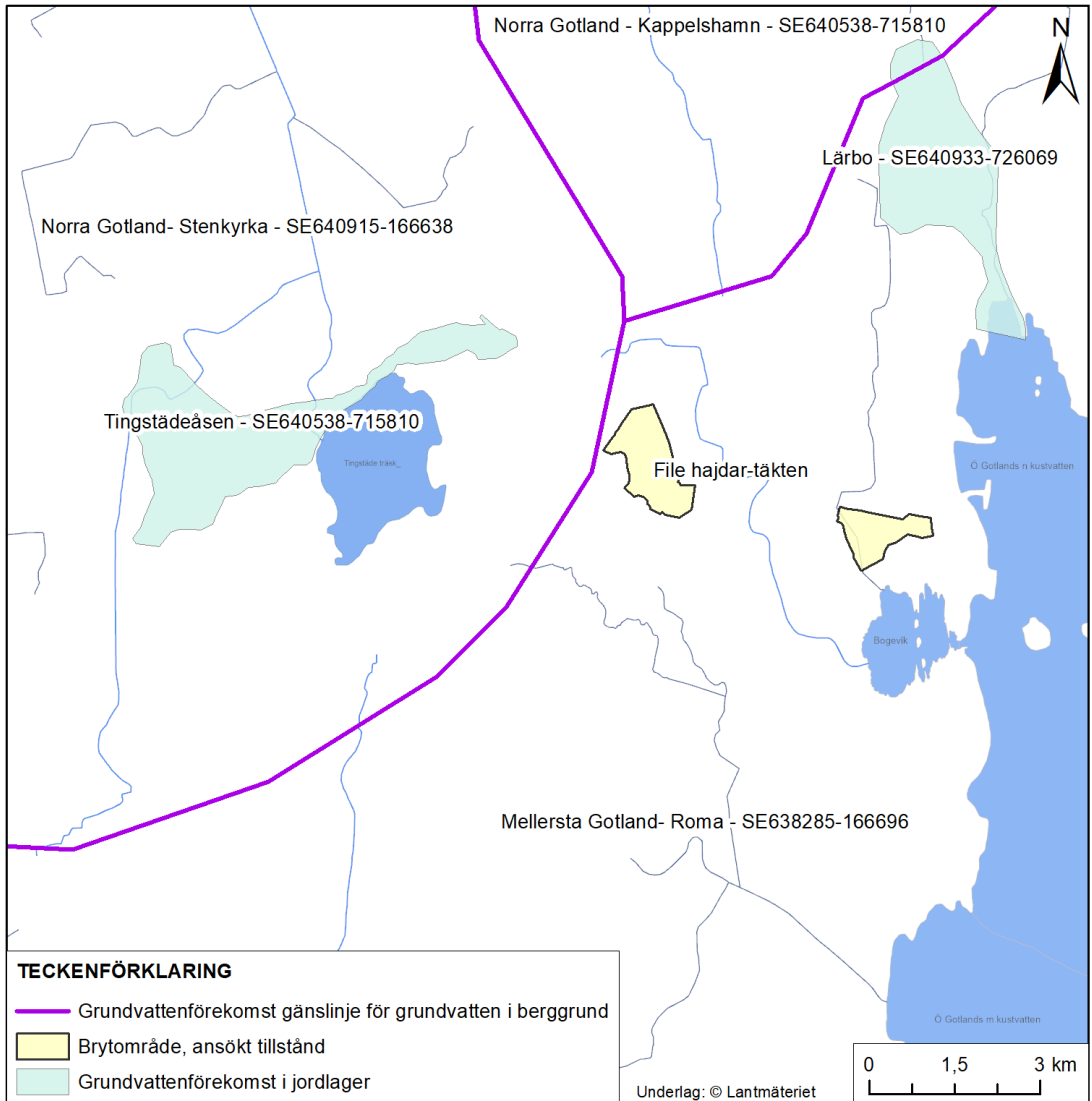 Norra Gotland - Kappelshamn - SE640538-715810
N
Lärbo - SE640933-726069
Norra Gotland- Stenkyrka - SE640915-166638
Tingstädeåsen - SE640538-715810
Tingstäde träsk_
File hajdar-täkten
Ö Gotlands n kustvatten
Bogevik
Mellersta Gotland- Roma - SE638285-166696
Ö Gotlands m kustvatten
TECKENFÖRKLARING
Grundvattenförekomst gänslinje för grundvatten i berggrund
Brytområde, ansökt tillstånd
Grundvattenförekomst i jordlager
Underlag: © Lantmäteriet
0 1,5 3 km